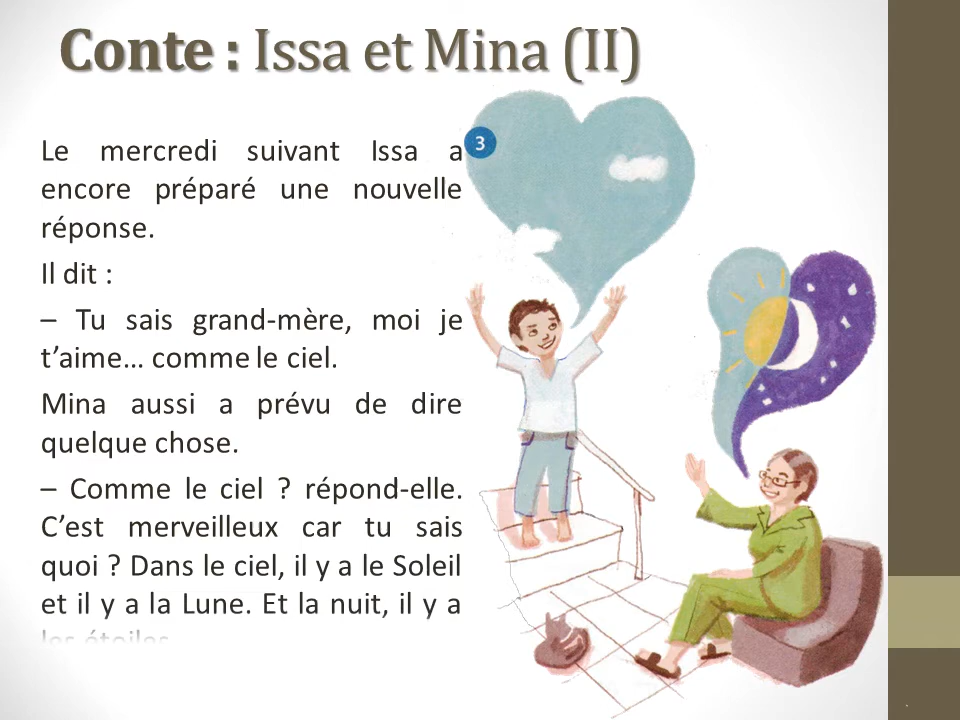 Conte : Issa et Mina (II)
Le mercredi suivant Issa a
encore préparé une nouvelle
réponse.
Il dit :
– Tu sais grand-mère, moi je
t’aime… comme le ciel.
Mina aussi a prévu de dire
quelque chose.
– Comme le ciel ? répond-elle.
C’est merveilleux car tu sais
quoi ? Dans le ciel, il y a le Soleil
et il y a la Lune. Et la nuit, il y a
les étoiles
3